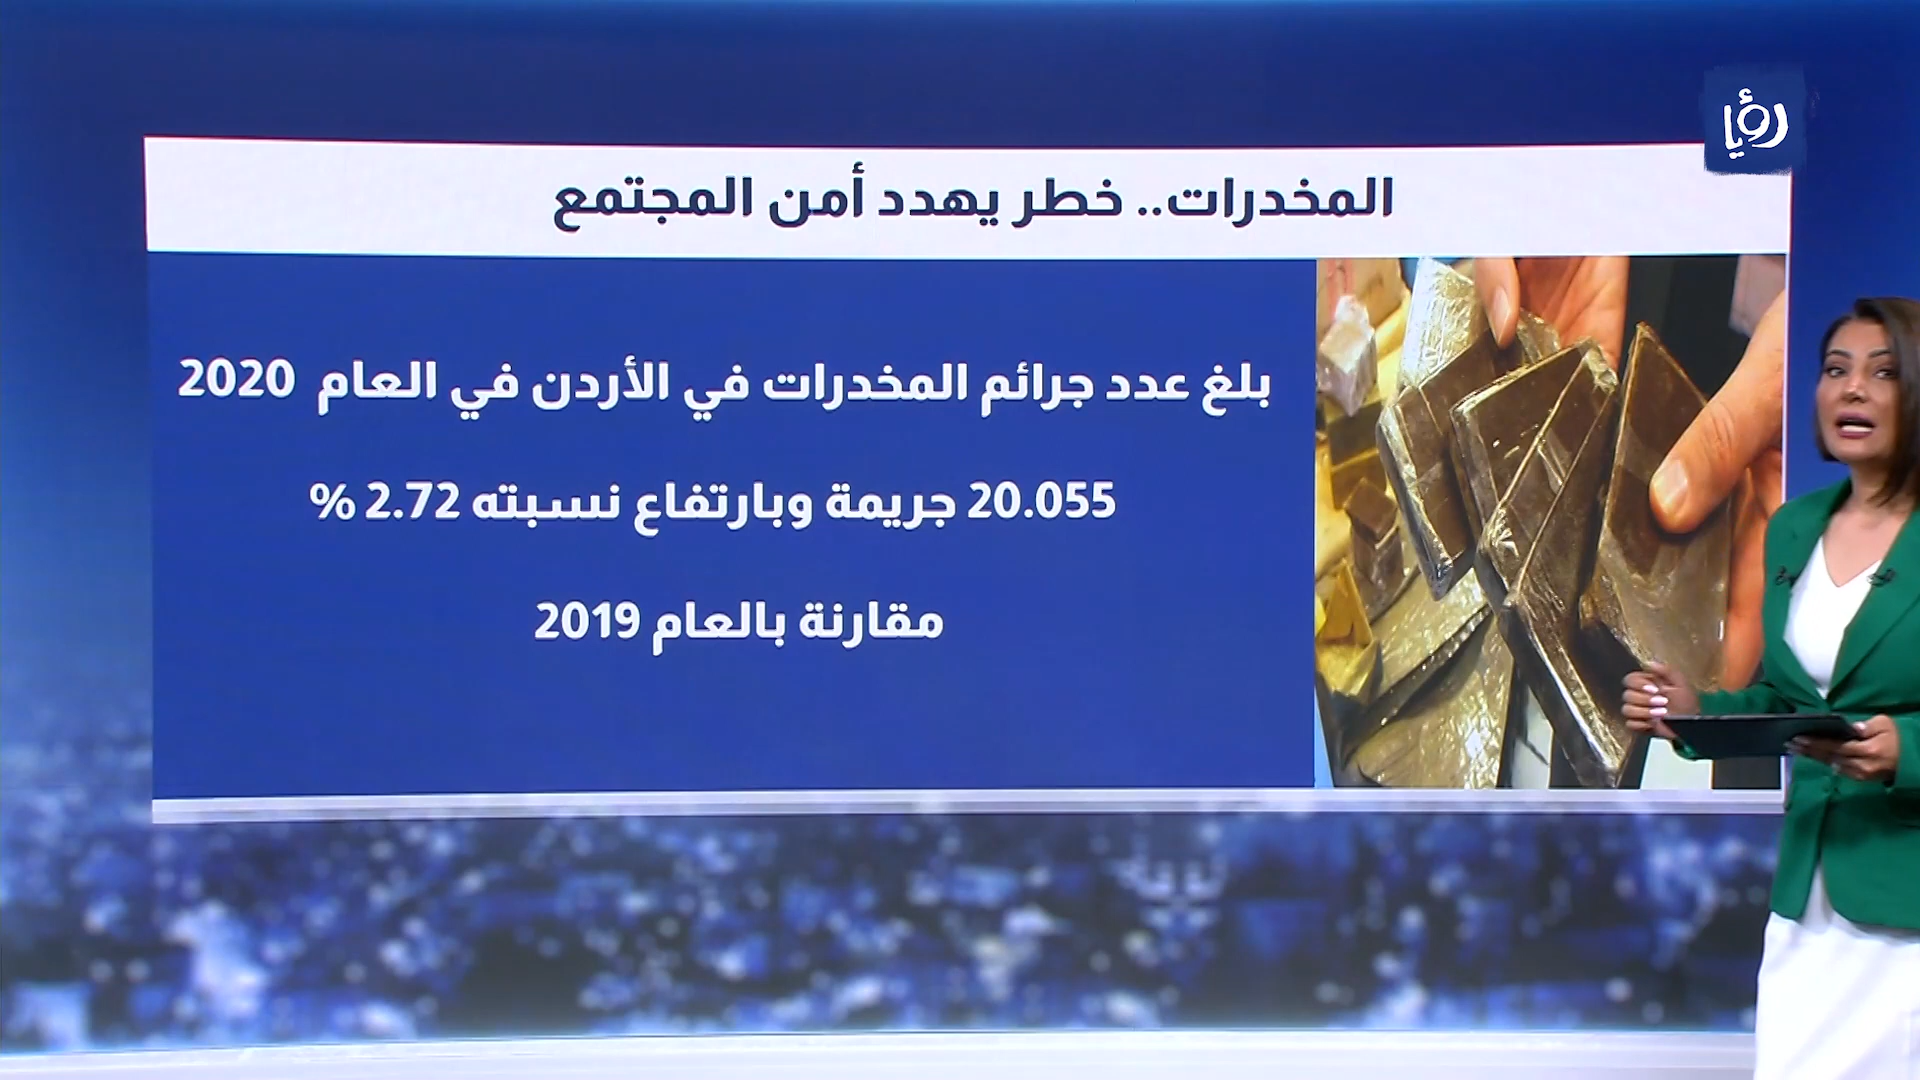 رؤيا
المخدرات.. خطر يهدد أمن المجتمع
بلغ عدد جرائم المخدرات في الأردن في العام 2020
20.055 جريمة وبارتفاع نسبته 2.72 %
مقارنة بالعام 2019